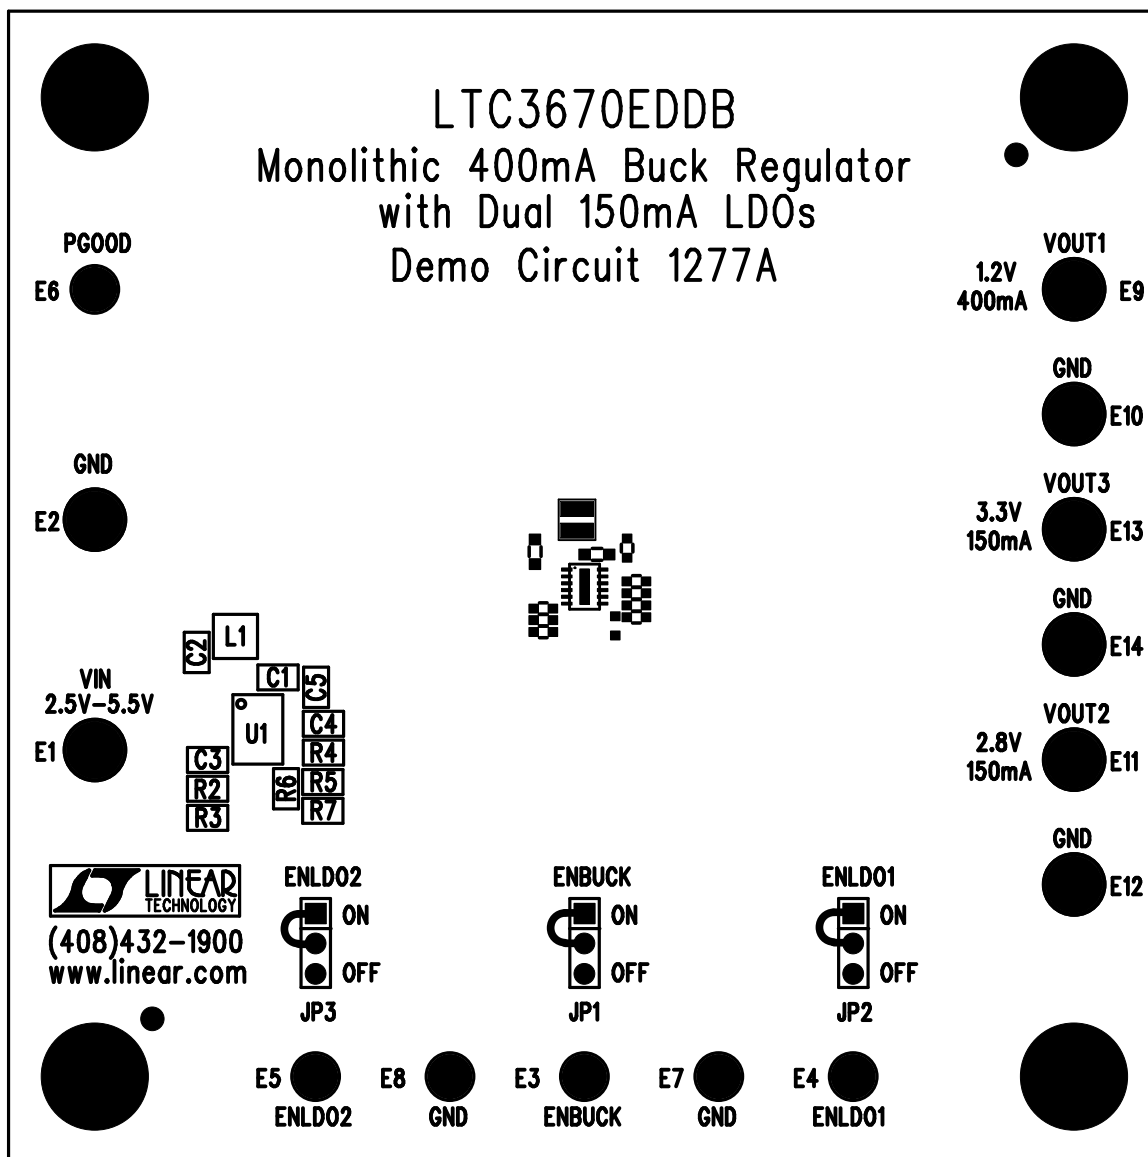 LTC3670EDDB
Monolithic 400mA Buck Regulator
with Dual 150mA LDOs
Demo Circuit 1277A
PGOOD
E6
GND
E2
VIN
2.5V-5.5V
E1
VOUT1
1.2V
400mA
E9
GND
E10
VOUT3
3.3V
150mA
E13
GND
E14
VOUT2
2.8V
150mA
E11
GND
E12
L1
C2
C1
C5
U1
C4
C3
R4
R2
R6
R5
R3
R7
LINEAR
TECHNOLOGY
(408)432-1900
www.linear.com
ENLDO2
ON
OFF
JP3
ENBUCK
ON
OFF
JP1
ENLDO1
ON
OFF
JP2
E5
ENLDO2
E8
GND
E3
ENBUCK
E7
GND
E4
ENLDO1